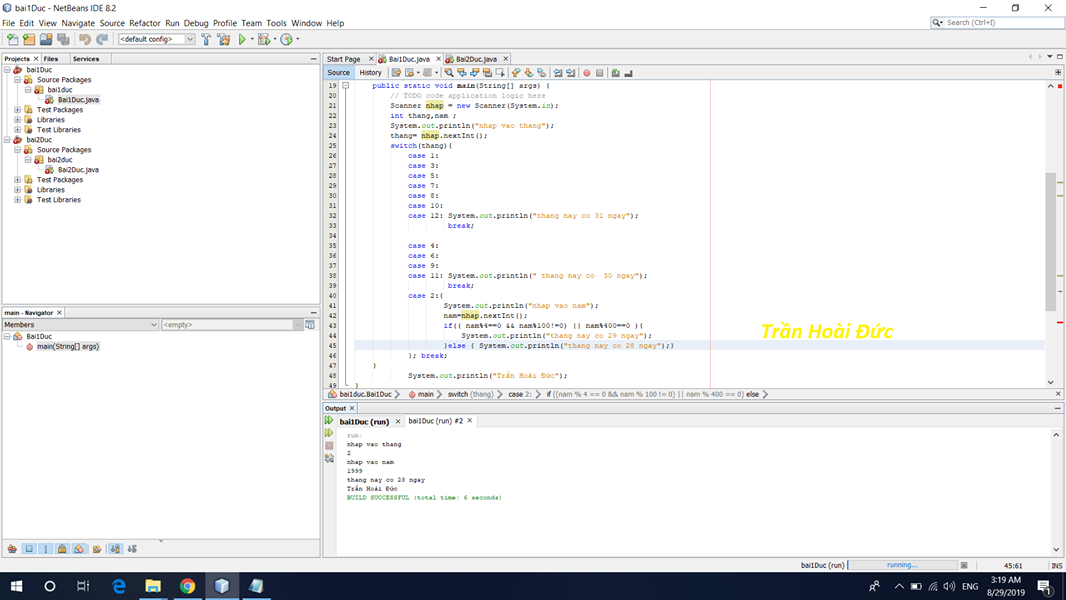 bai1Duc - NetBeans IDE 8.2
File Edit View Navigate Source Refactor Run Debug Profile Team Tools Window Help
Search (Ctrl+I)
<default config>
Projects Files Services
bai1Duc
Source Packages
bai1duc
Bai1Duc.java
Test Packages
Libraries
Test Libraries
bai2Duc
Source Packages
bai2duc
Bai2Duc.java
Test Packages
Libraries
Test Libraries
main - Navigator
Members <empty>
Bai1Duc
main(String[] args)
Start Page Bai1Duc.java Bai2Duc.java
Source History
19 public static void main(String[] args) {
20 // TODO code application logic here
21 Scanner nhap = new Scanner(System.in);
22 int thang,nam ;
23 System.out.println("nhap vao thang");
24 thang= nhap.nextInt();
25 switch(thang){
26 case 1:
27 case 3:
28 case 5:
29 case 7:
30 case 8:
31 case 10:
32 case 12: System.out.println("thang nay co 31 ngay");
33 break;
34
35 case 4:
36 case 6:
37 case 9:
38 case 11: System.out.println(" thang nay co  30 ngay");
39 break;
40 case 2:{
41 System.out.println("nhap vao nam");
42 nam=nhap.nextInt();
43 if(( nam%4==0 && nam%100!=0) || nam%400==0 ){
44 System.out.println("thang nay co 29 ngay");
45 }else { System.out.println("thang nay co 28 ngay");}
46 }; break;
47 }
48 System.out.println("Trần Hoài Đức");
49 }
Trần Hoài Đức
bai1duc.Bai1Duc main switch (thang) case 2: if ((nam % 4 == 0 && nam % 100 != 0) || nam % 400 == 0) else
Output
bai1Duc (run) bai1Duc (run) #2
run:
nhap vao thang
2
nhap vao nam
1999
thang nay co 28 ngay
Trần Hoài Đức
BUILD SUCCESSFUL (total time: 6 seconds)
bai1Duc (run) running... 45:61 INS
ENG
3:19 AM
8/29/2019
1